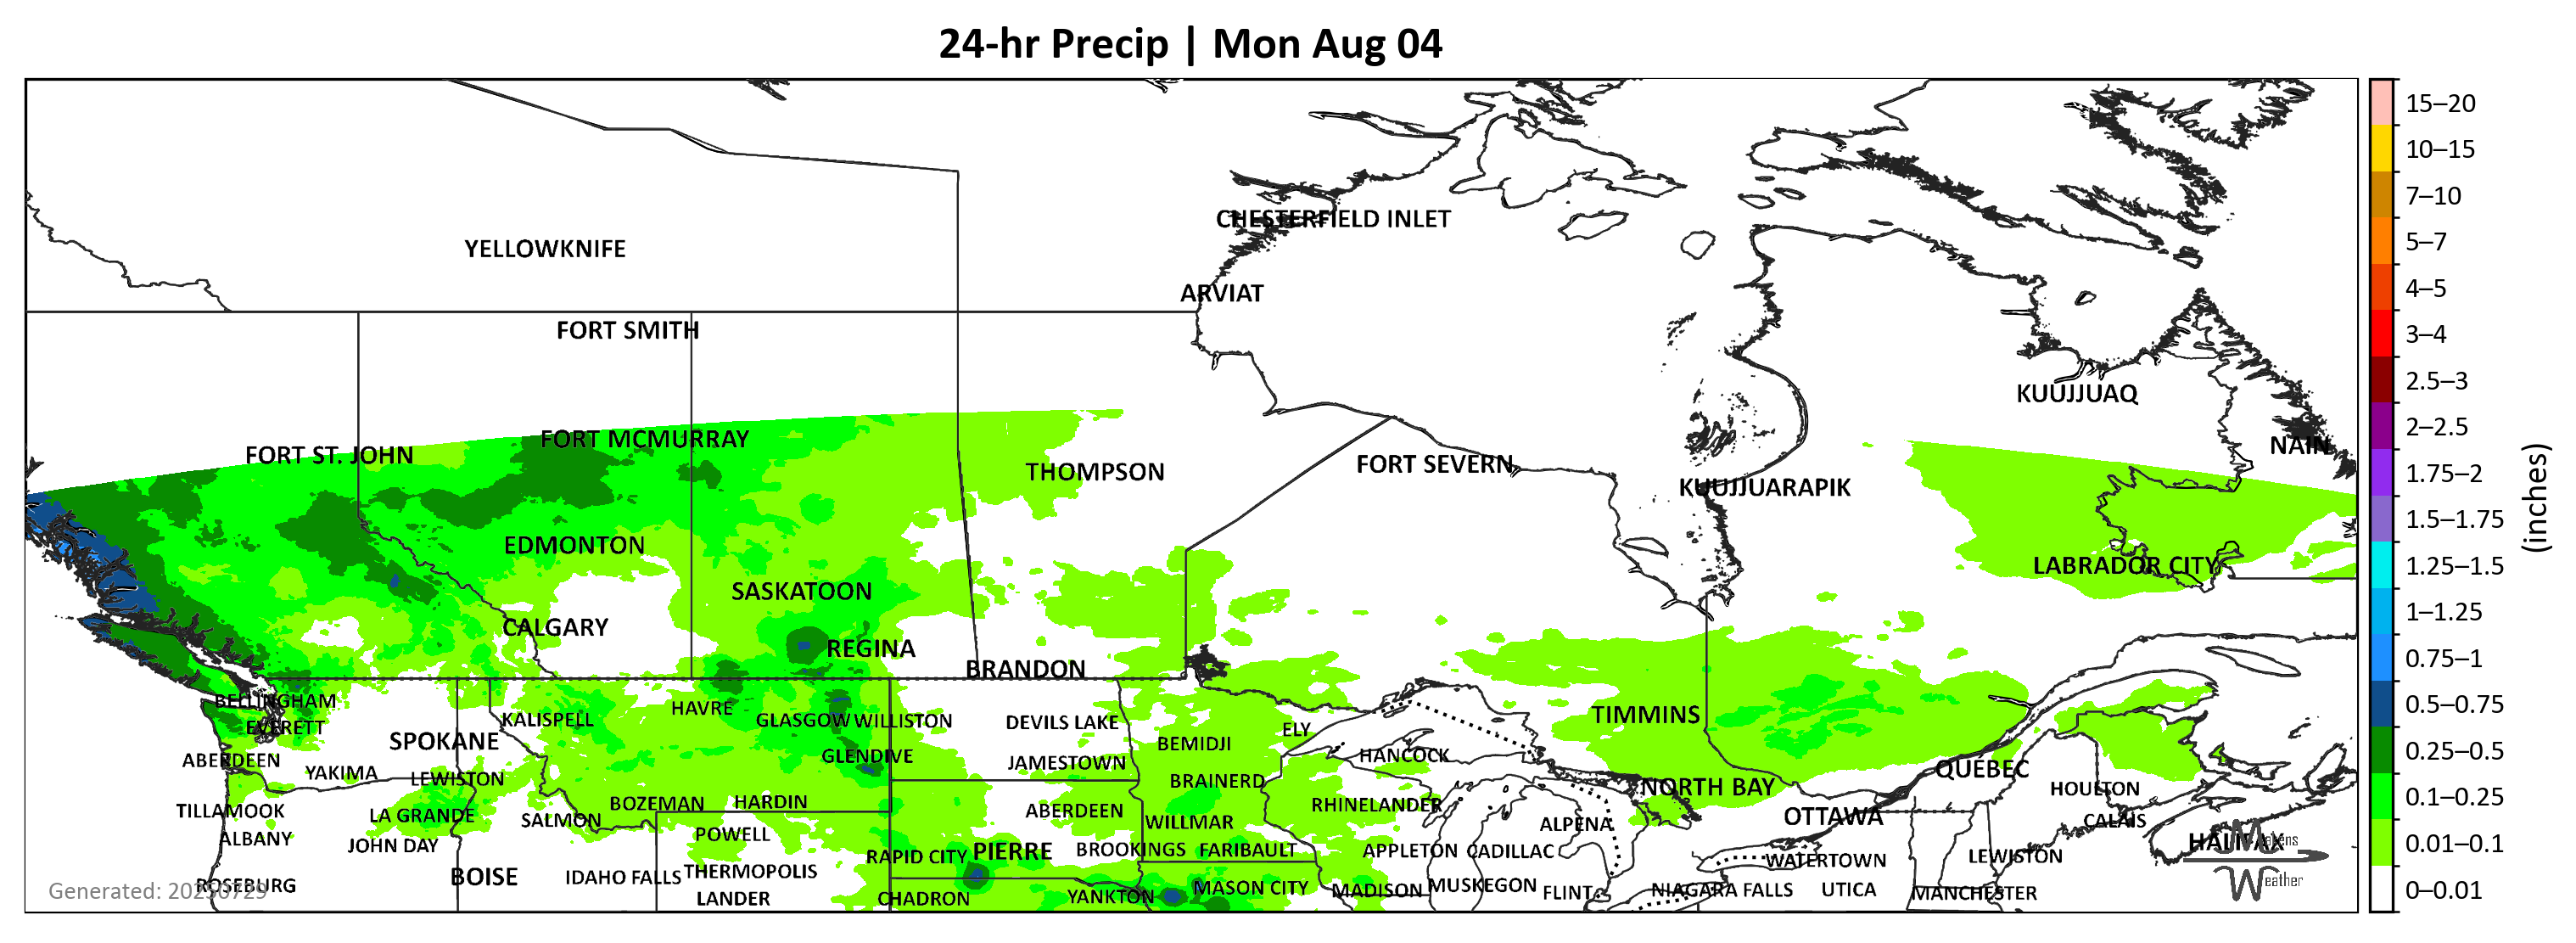 24-hr Precip | Mon Aug 04
CHESTERFIELD INLET
YELLOWKNIFE
ARVIAT
FORT SMITH
KUUJJUAQ
FORT MCMURRAY
NAIN
FORT ST. JOHN
THOMPSON
FORT SEVERN
KUUJJUARAPIK
EDMONTON
LABRADOR CITY
SASKATOON
CALGARY
REGINA
BRANDON
BELLINGHAM
KALISPELL
HAVRE
GLASGOW
WILLISTON
DEVILS LAKE
TIMMINS
EVERETT
ELY
SPOKANE
BEMIDJI
ABERDEEN
GLENDIVE
JAMESTOWN
HANCOCK
YAKIMA
LEWISTON
BRAINERD
QUÉBEC
NORTH BAY
HOULTON
TILLAMOOK
LA GRANDE
SALMON
BOZEMAN
HARDIN
ABERDEEN
WILLMAR
RHINELANDER
ALPENA
OTTAWA
CALAIS
ALBANY
JOHN DAY
POWELL
RAPID CITY
PIERRE
BROOKINGS
FARIBAULT
APPLETON
CADILLAC
WATERTOWN
LEWISTON
HALIFAX
ROSEBURG
BOISE
IDAHO FALLS
THERMOPOLIS
LANDER
CHADRON
YANKTON
MASON CITY
MADISON
MUSKEGON
FLINT
NIAGARA FALLS
UTICA
MANCHESTER
Generated: 20250729
Weather
15–20
10–15
7–10
5–7
4–5
3–4
2.5–3
2–2.5
1.75–2
1.5–1.75
1.25–1.5
1–1.25
0.75–1
0.5–0.75
0.25–0.5
0.1–0.25
0.01–0.1
0–0.01
(inches)